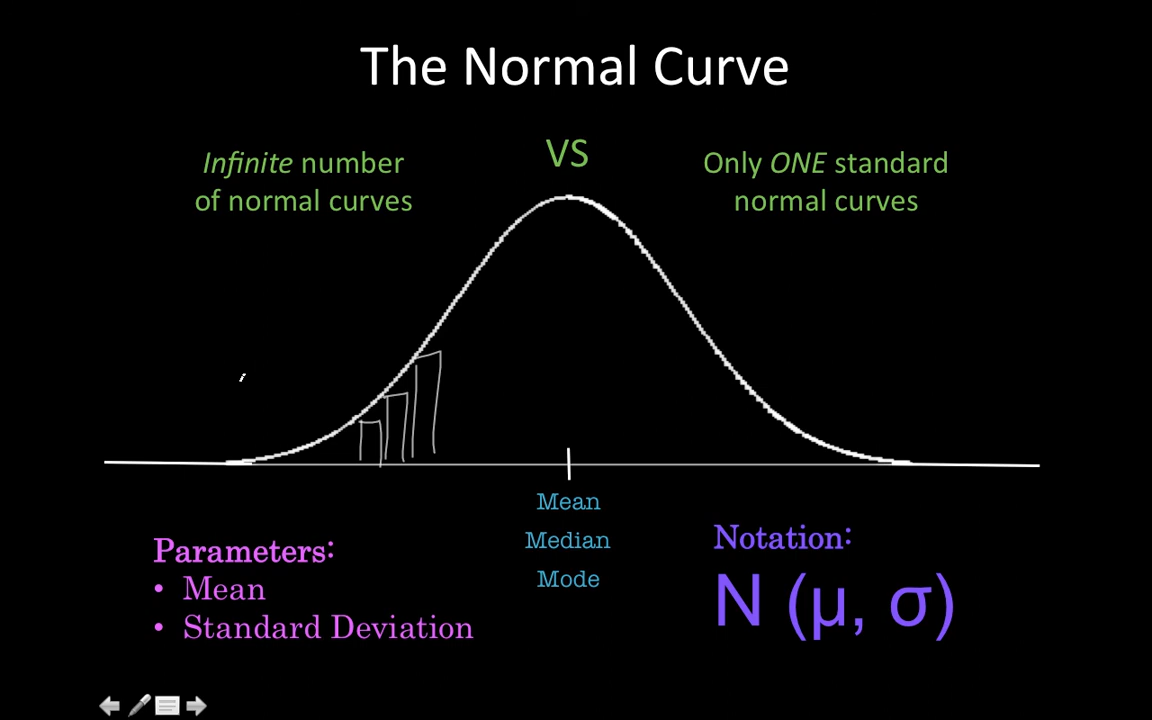 The Normal Curve
Infinite number
of normal curves
VS
Only ONE standard
normal curves
Mean
Median
Mode
Parameters:
• Mean
• Standard Deviation
Notation:
N (μ, σ)